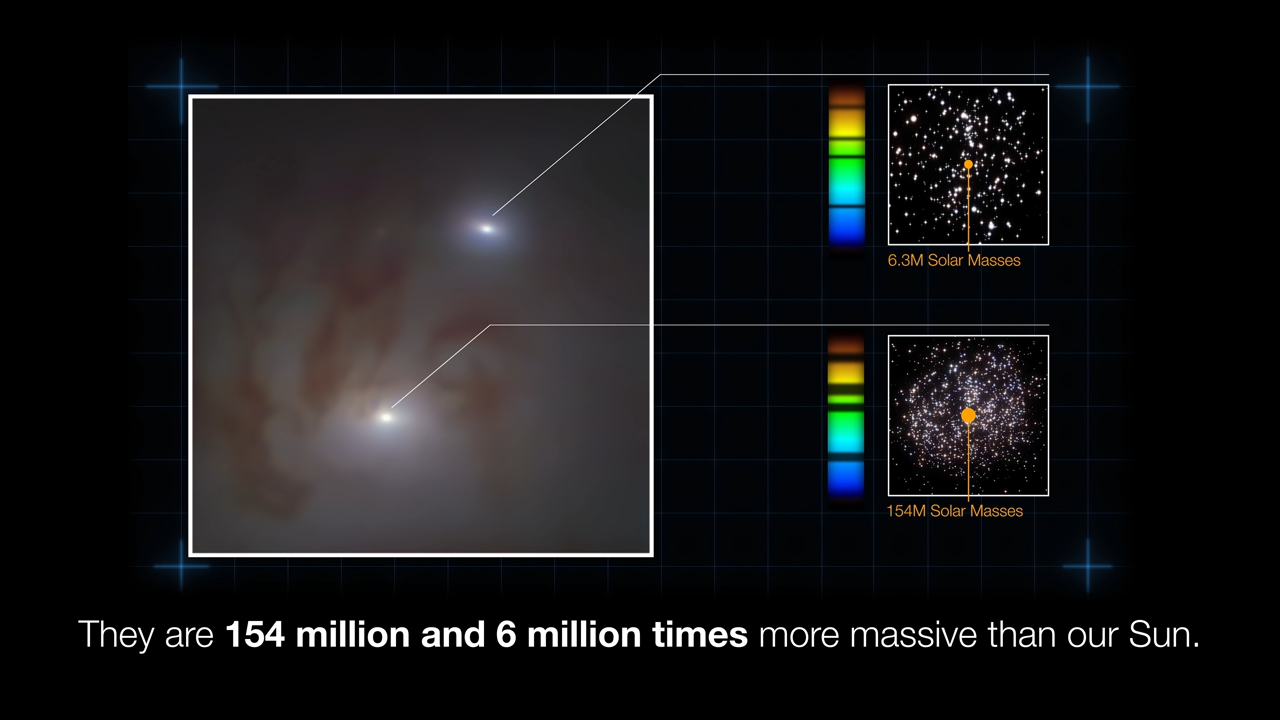 6.3M Solar Masses
154M Solar Masses
They are 154 million and 6 million times more massive than our Sun.